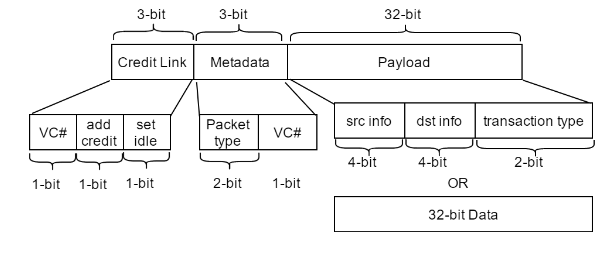 3-bit 3-bit 32-bit
Credit Link Metadata Payload
VC# add credit set idle Packet type VC# src info dst info transaction type
4-bit 4-bit 2-bit
1-bit 1-bit 1-bit 2-bit 1-bit OR
32-bit Data